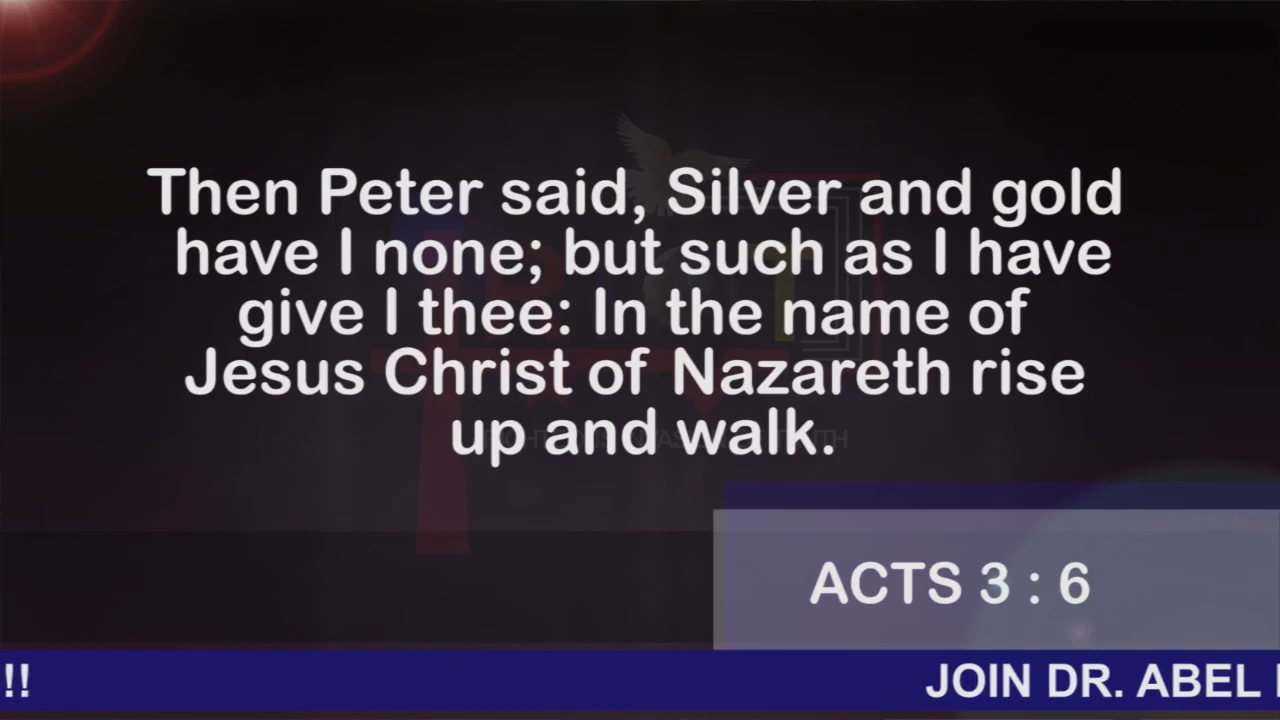 Then Peter said, Silver and gold
have I none; but such as I have
give I thee: In the name of
Jesus Christ of Nazareth rise
up and walk.
ACTS 3 : 6
!! JOIN DR. ABEL